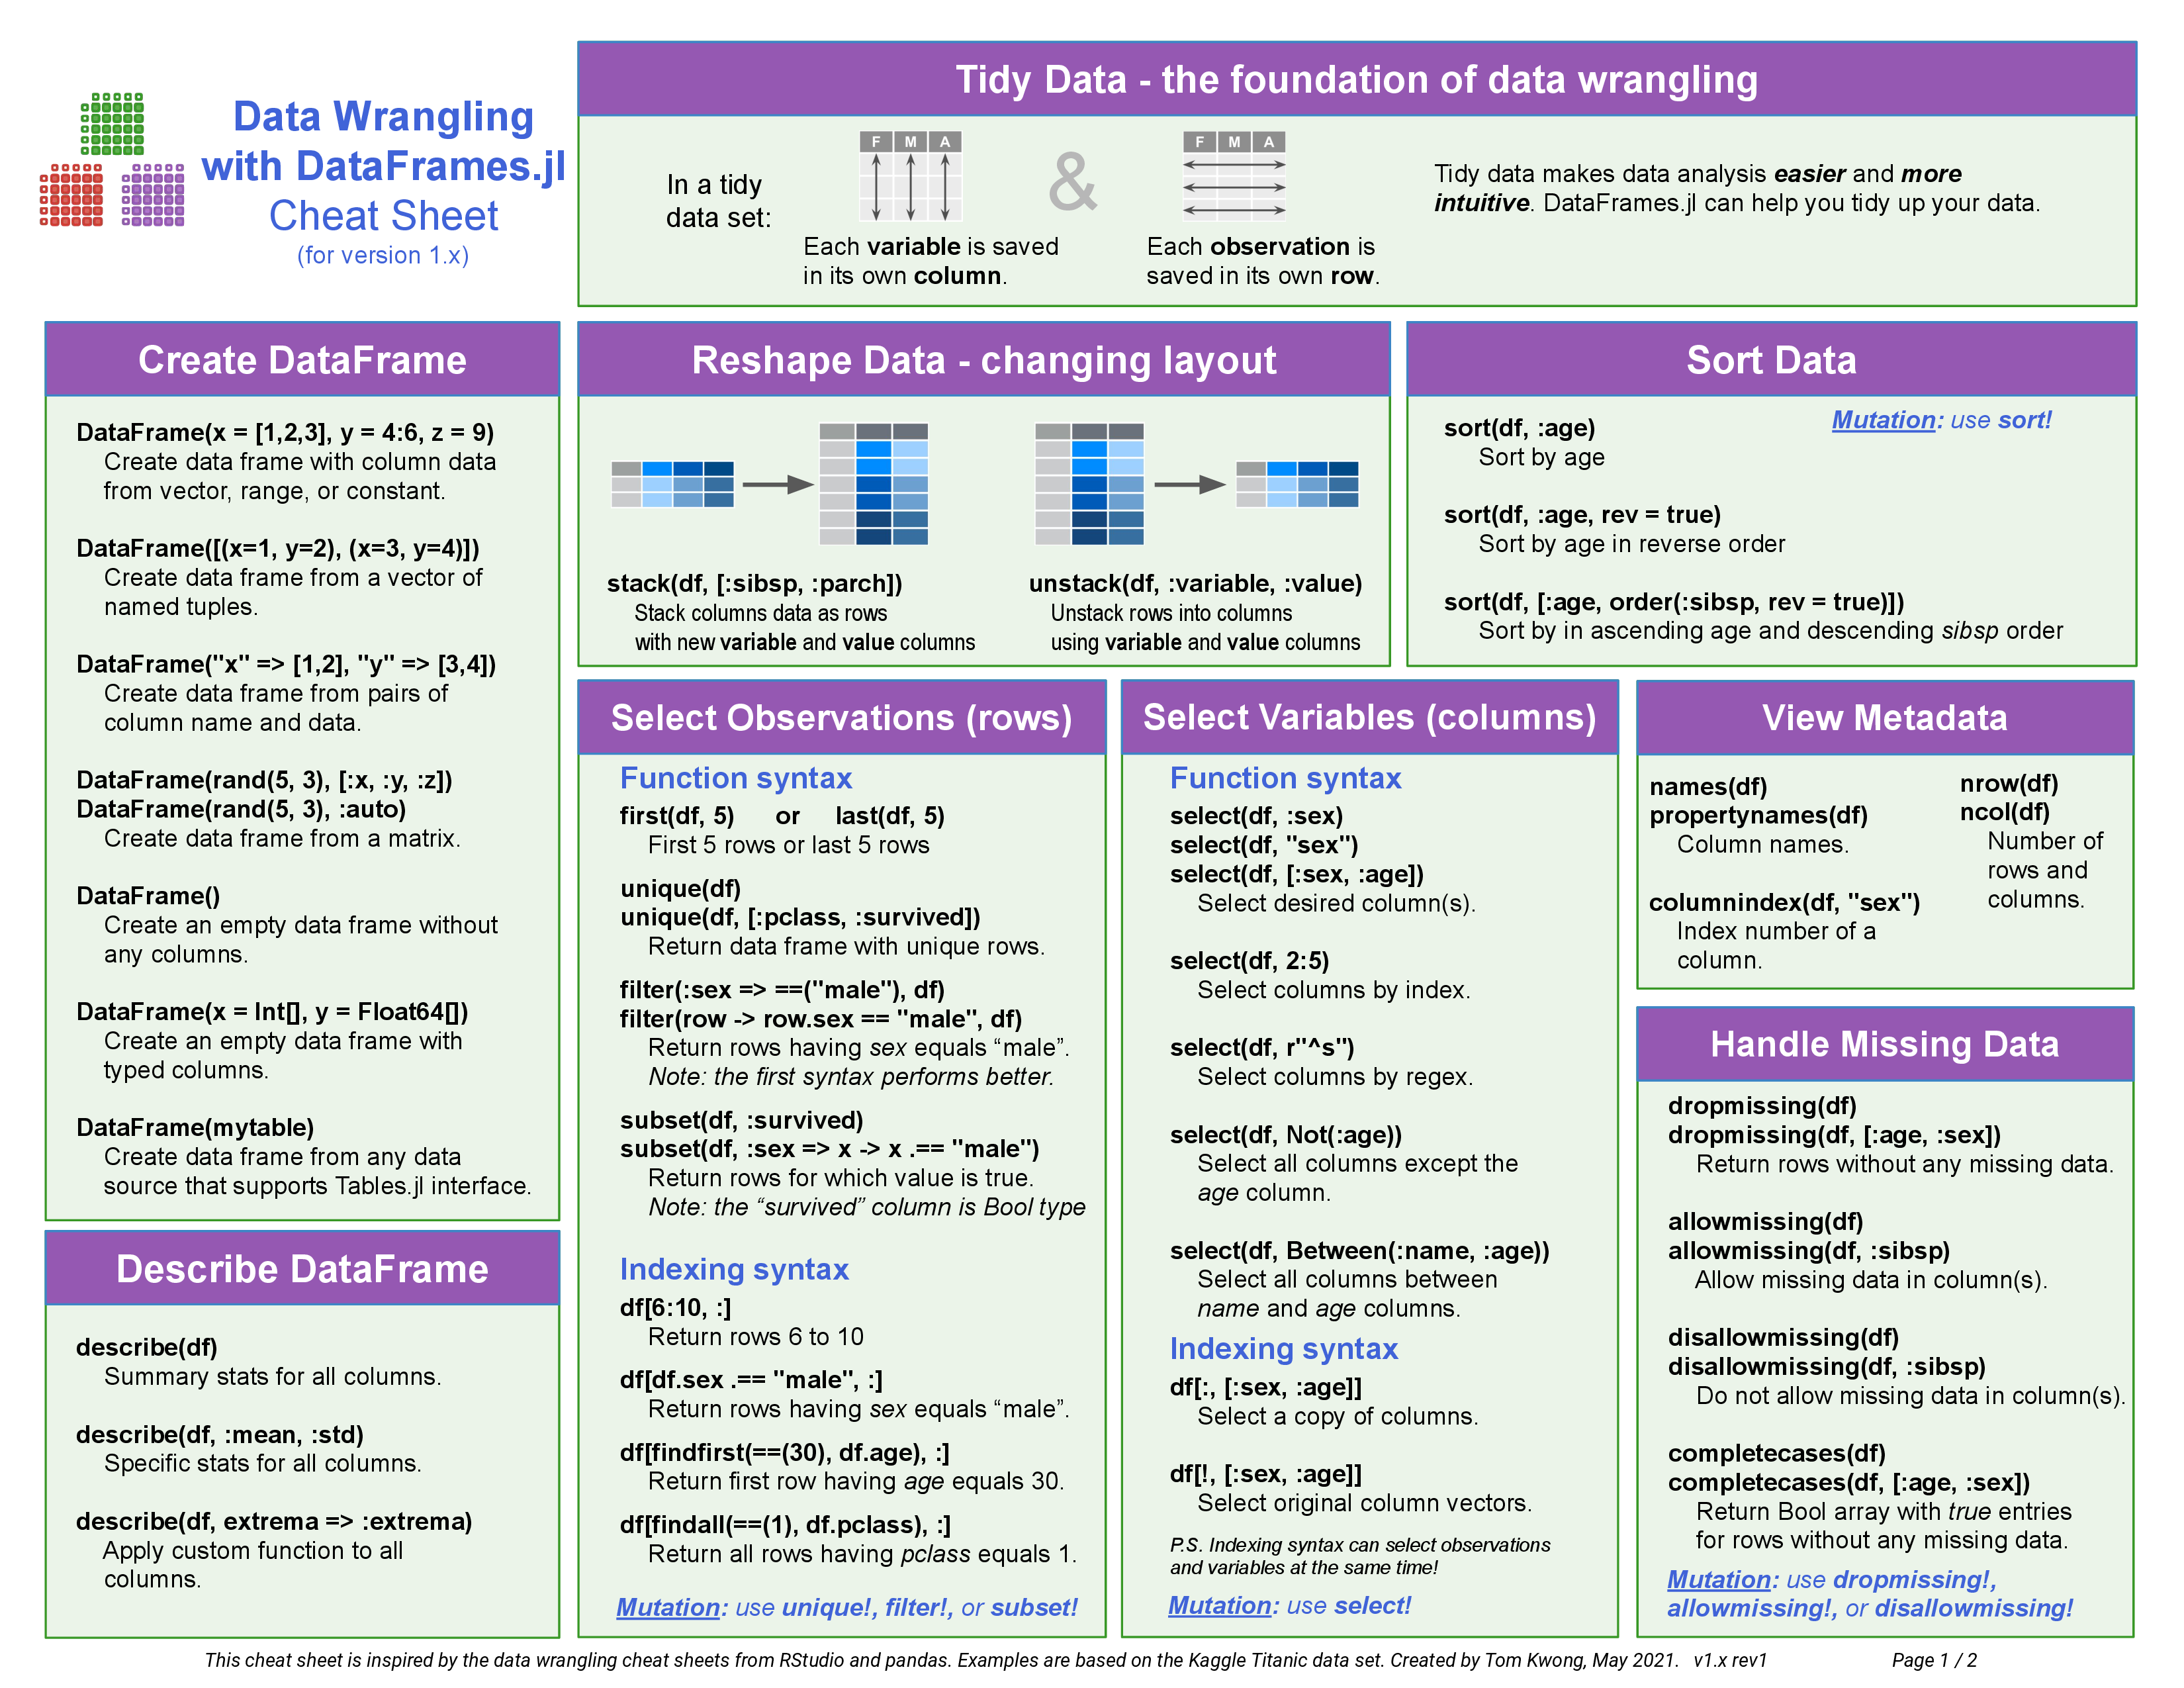 Data Wrangling
with DataFrames.jl
Cheat Sheet
(for version 1.x)
Tidy Data - the foundation of data wrangling
In a tidy
data set:
F M A
Each variable is saved
in its own column.
&
F M A
Each observation is
saved in its own row.
Tidy data makes data analysis easier and more
intuitive. DataFrames.jl can help you tidy up your data.
Create DataFrame
DataFrame(x = [1,2,3], y = 4:6, z = 9)
Create data frame with column data
from vector, range, or constant.
DataFrame([(x=1, y=2), (x=3, y=4)])
Create data frame from a vector of
named tuples.
DataFrame("x" => [1,2], "y" => [3,4])
Create data frame from pairs of
column name and data.
DataFrame(rand(5, 3), [:x, :y, :z])
DataFrame(rand(5, 3), :auto)
Create data frame from a matrix.
DataFrame()
Create an empty data frame without
any columns.
DataFrame(x = Int[], y = Float64[])
Create an empty data frame with
typed columns.
DataFrame(mytable)
Create data frame from any data
source that supports Tables.jl interface.
Describe DataFrame
describe(df)
Summary stats for all columns.
describe(df, :mean, :std)
Specific stats for all columns.
describe(df, extrema => :extrema)
Apply custom function to all
columns.
Reshape Data - changing layout
stack(df, [:sibsp, :parch])
Stack columns data as rows
with new variable and value columns
unstack(df, :variable, :value)
Unstack rows into columns
using variable and value columns
Sort Data
Mutation: use sort!
sort(df, :age)
Sort by age
sort(df, :age, rev = true)
Sort by age in reverse order
sort(df, [:age, order(:sibsp, rev = true)])
Sort by in ascending age and descending sibsp order
Select Observations (rows)
Function syntax
first(df, 5) or last(df, 5)
First 5 rows or last 5 rows
unique(df)
unique(df, [:pclass, :survived])
Return data frame with unique rows.
filter(:sex => ==("male"), df)
filter(row -> row.sex == "male", df)
Return rows having sex equals “male”.
Note: the first syntax performs better.
subset(df, :survived)
subset(df, :sex => x -> x .== "male")
Return rows for which value is true.
Note: the “survived” column is Bool type
Indexing syntax
df[6:10, :]
Return rows 6 to 10
df[df.sex .== "male", :]
Return rows having sex equals “male”.
df[findfirst(==(30), df.age), :]
Return first row having age equals 30.
df[findall(==(1), df.pclass), :]
Return all rows having pclass equals 1.
Mutation: use unique!, filter!, or subset!
Select Variables (columns)
Function syntax
select(df, :sex)
select(df, "sex")
select(df, [:sex, :age])
Select desired column(s).
select(df, 2:5)
Select columns by index.
select(df, r"^s")
Select columns by regex.
select(df, Not(:age))
Select all columns except the
age column.
select(df, Between(:name, :age))
Select all columns between
name and age columns.
Indexing syntax
df[:, [:sex, :age]]
Select a copy of columns.
df[!, [:sex, :age]]
Select original column vectors.
P.S. Indexing syntax can select observations
and variables at the same time!
Mutation: use select!
View Metadata
names(df)
propertynames(df)
Column names.
columnindex(df, "sex")
Index number of a
column.
nrow(df)
ncol(df)
Number of
rows and
columns.
Handle Missing Data
dropmissing(df)
dropmissing(df, [:age, :sex])
Return rows without any missing data.
allowmissing(df)
allowmissing(df, :sibsp)
Allow missing data in column(s).
disallowmissing(df)
disallowmissing(df, :sibsp)
Do not allow missing data in column(s).
completecases(df)
completecases(df, [:age, :sex])
Return Bool array with true entries
for rows without any missing data.
Mutation: use dropmissing!,
allowmissing!, or disallowmissing!
This cheat sheet is inspired by the data wrangling cheat sheets from RStudio and pandas. Examples are based on the Kaggle Titanic data set. Created by Tom Kwong, May 2021. v1.x rev1 Page 1 / 2